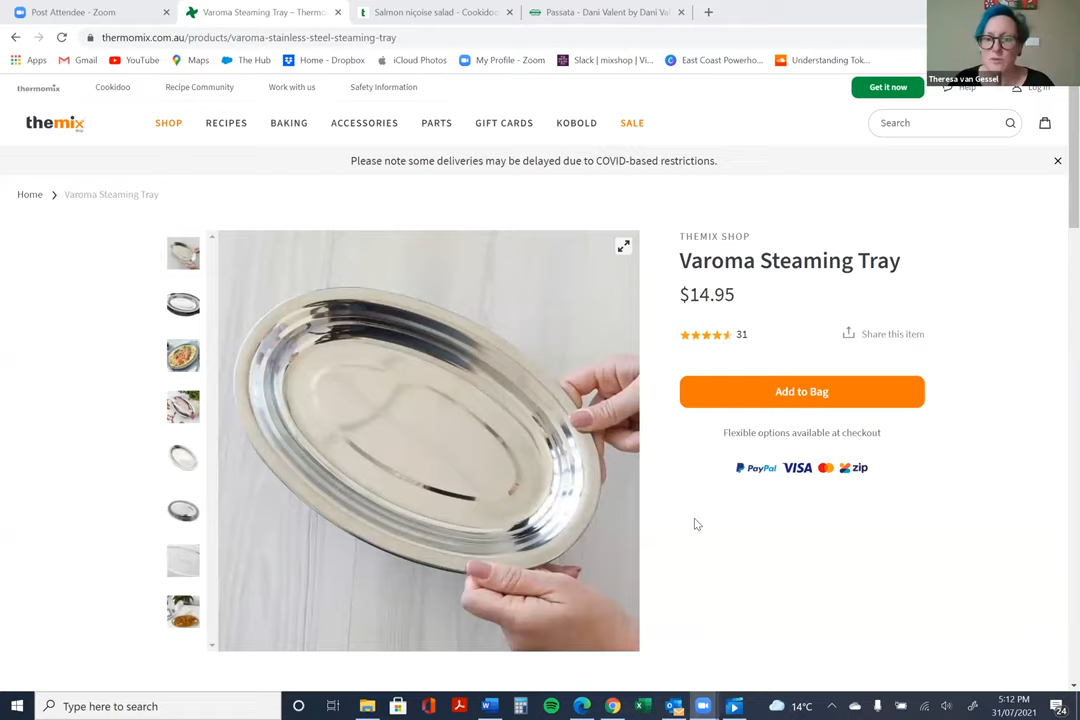 Post Attendee - Zoom
Varoma Steaming Tray – Thermo
Salmon niçoise salad - Cookidoo
Passata - Dani Valent by Dani Val
thermomix.com.au/products/varoma-stainless-steel-steaming-tray
Apps
Gmail
YouTube
Maps
The Hub
Home - Dropbox
iCloud Photos
My Profile - Zoom
Slack | mixshop | Vi...
East Coast Powerho...
Understanding Tok...
Theresa van Gessel
thermomix
Cookidoo
Recipe Community
Work with us
Safety Information
Get it now
Help
Log in
themix
shop
SHOP
RECIPES
BAKING
ACCESSORIES
PARTS
GIFT CARDS
KOBOLD
SALE
Search
Please note some deliveries may be delayed due to COVID-based restrictions.
Home
Varoma Steaming Tray
THEMIX SHOP
Varoma Steaming Tray
$14.95
31
Share this item
Add to Bag
Flexible options available at checkout
PayPal VISA zip
Type here to search
14°C
5:12 PM
31/07/2021
24